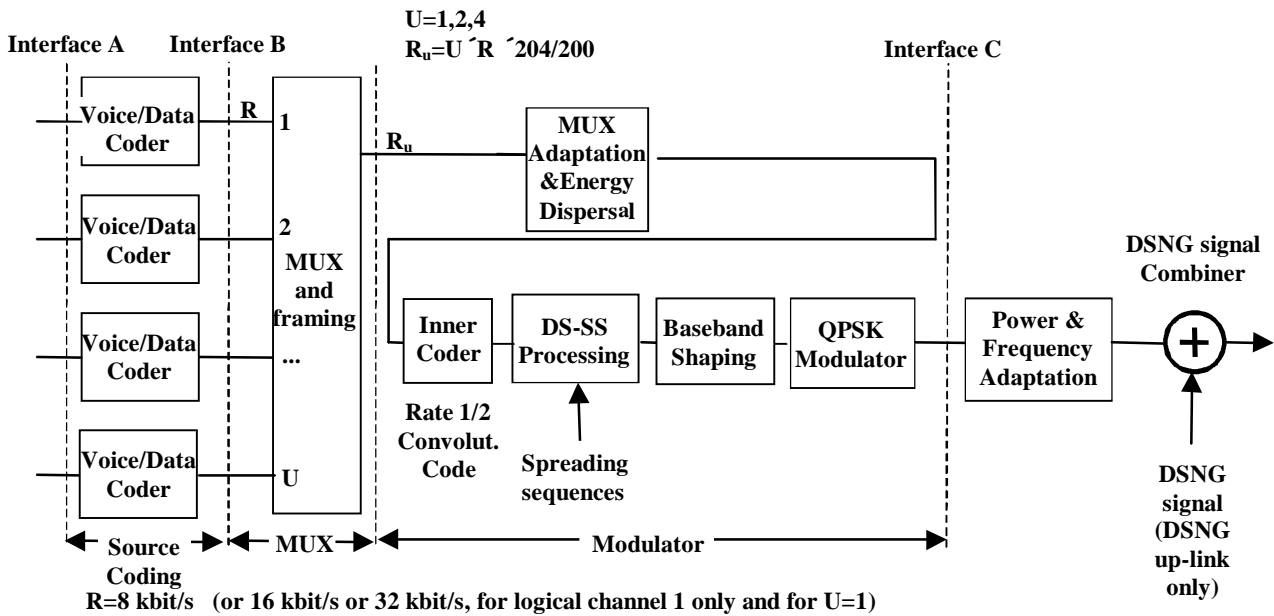 U=1,2,4
Ru=U ´R ´204/200
Interface A
Interface B
Interface C
Voice/Data
Coder
R
1
Voice/Data
Coder
2
Voice/Data
Coder
...
Voice/Data
Coder
U
MUX
and
framing
Ru
MUX
Adaptation
&Energy
Dispersal
Inner
Coder
Rate 1/2
Convolut.
Code
DS-SS
Processing
Spreading
sequences
Baseband
Shaping
QPSK
Modulator
Power &
Frequency
Adaptation
DSNG signal
Combiner
+
DSNG
signal
(DSNG
up-link
only)
Source
Coding
MUX
Modulator
R=8 kbit/s (or 16 kbit/s or 32 kbit/s, for logical channel 1 only and for U=1)